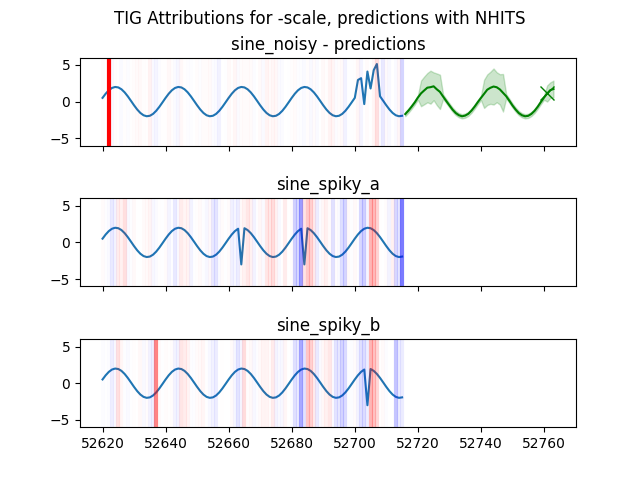 TIG Attributions for -scale, predictions with NHITS
sine_noisy - predictions
5
0
−5
sine_spiky_a
5
0
−5
sine_spiky_b
5
0
−5
52620 52640 52660 52680 52700 52720 52740 52760